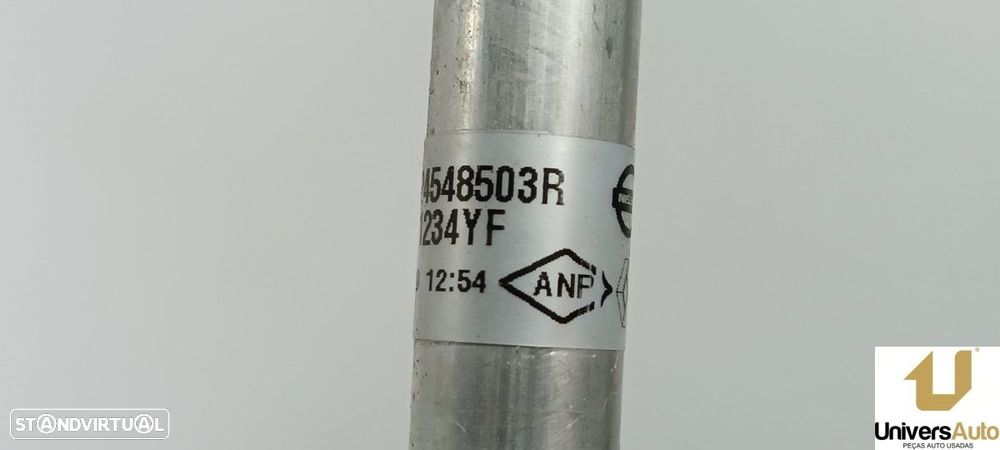 4548503R
234YF
12:54
ANP
STANDVIRTUAL
UniversAuto
PEÇAS AUTO USADAS